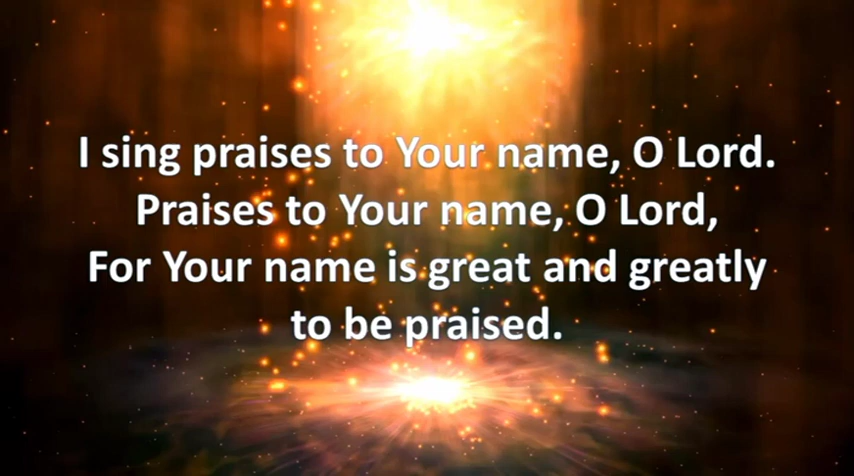 I sing praises to Your name, O Lord.
Praises to Your name, O Lord,
For Your name is great and greatly
to be praised.